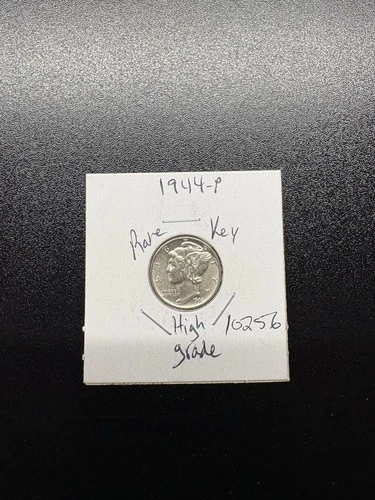 1944-P
Rare Key
High 10256
grade